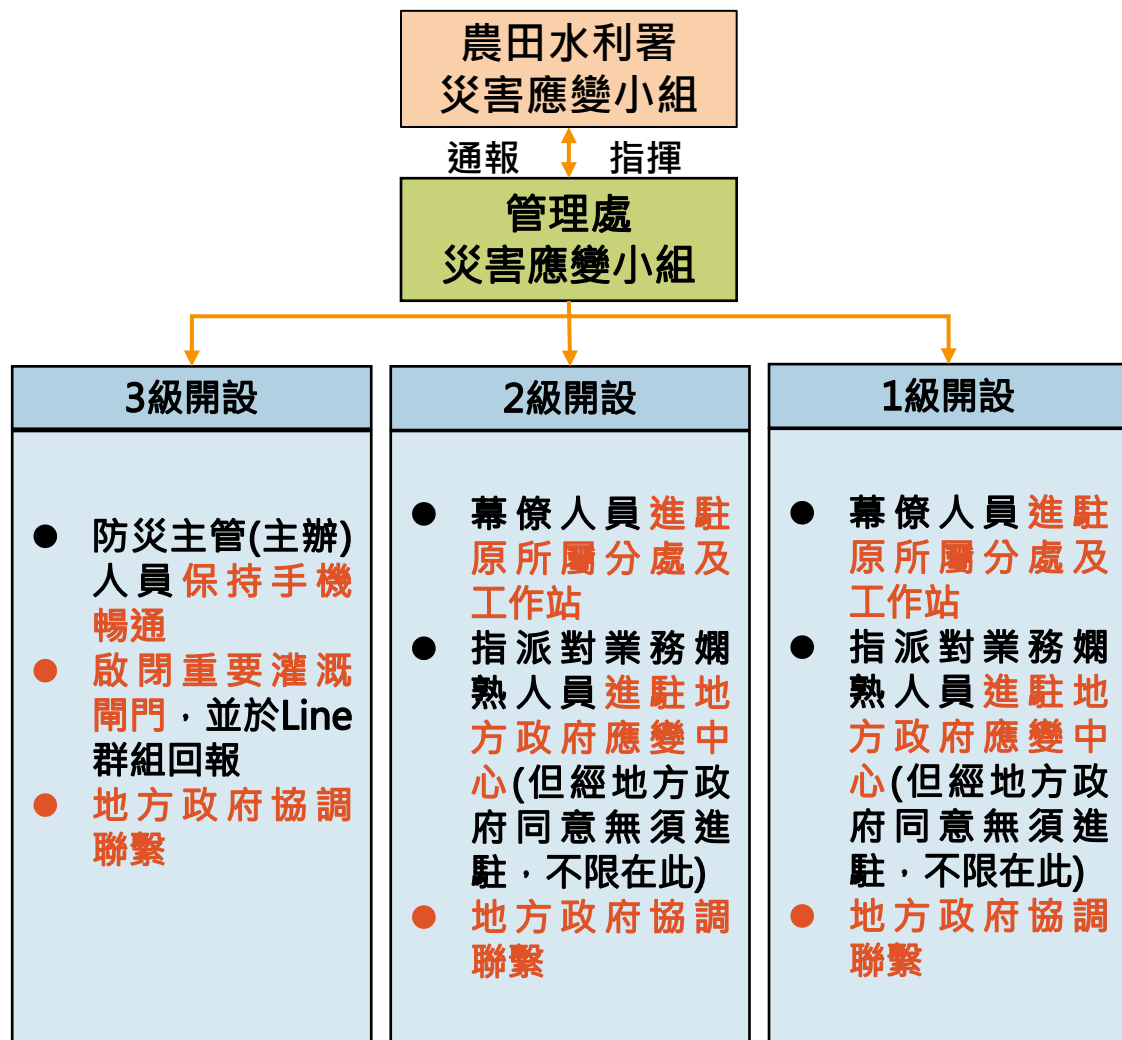 農田水利署
災害應變小組
通報
指揮
管理處
災害應變小組
3級開設
防災主管(主辦)
人員保持手機
暢通
啟閉重要灌溉
閘門，並於Line
群組回報
地方政府協調
聯繫
2級開設
幕僚人員進駐
原所屬分處及
工作站
指派對業務嫻
熟人員進駐地
方政府應變中
心(但經地方政
府同意無須進
駐，不限在此)
地方政府協調
聯繫
1級開設
幕僚人員進駐
原所屬分處及
工作站
指派對業務嫻
熟人員進駐地
方政府應變中
心(但經地方政
府同意無須進
駐，不限在此)
地方政府協調
聯繫